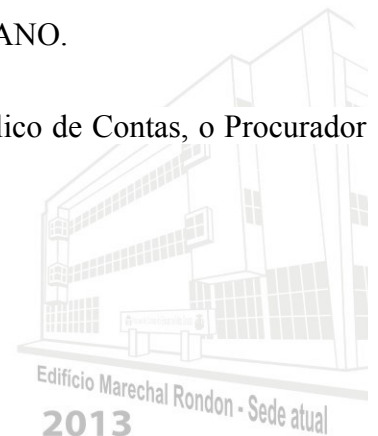 ANO.
lico de Contas, o Procurador
Edifício Marechal Rondon - Sede atual
2013